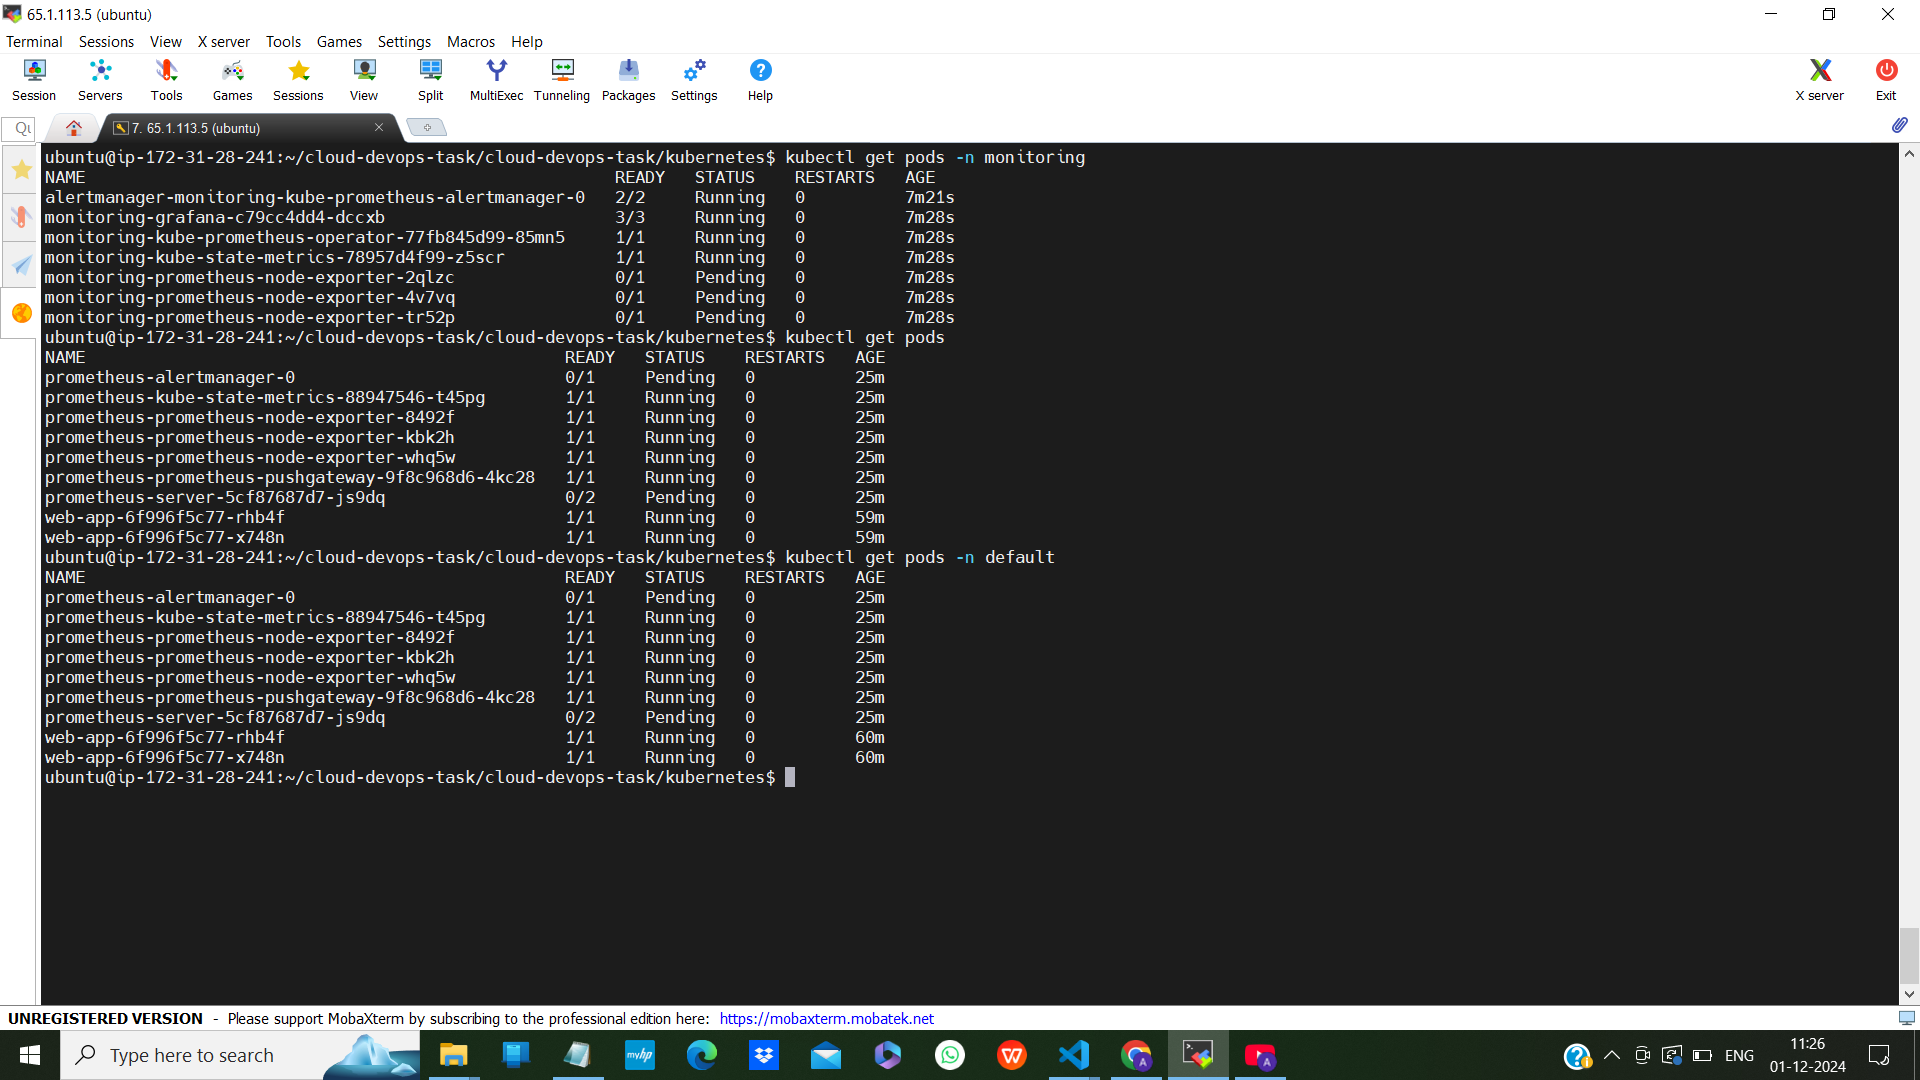 65.1.113.5 (ubuntu)
Terminal Sessions View X server Tools Games Settings Macros Help
Session Servers Tools Games Sessions View Split MultiExec Tunneling Packages Settings Help X server Exit
7. 65.1.113.5 (ubuntu)
ubuntu@ip-172-31-28-241:~/cloud-devops-task/cloud-devops-task/kubernetes$ kubectl get pods -n monitoring
NAME READY STATUS RESTARTS AGE
alertmanager-monitoring-kube-prometheus-alertmanager-0 2/2 Running 0 7m21s
monitoring-grafana-c79cc4dd4-dccxb 3/3 Running 0 7m28s
monitoring-kube-prometheus-operator-77fb845d99-85mn5 1/1 Running 0 7m28s
monitoring-kube-state-metrics-78957d4f99-z5scr 1/1 Running 0 7m28s
monitoring-prometheus-node-exporter-2qlzc 0/1 Pending 0 7m28s
monitoring-prometheus-node-exporter-4v7vq 0/1 Pending 0 7m28s
monitoring-prometheus-node-exporter-tr52p 0/1 Pending 0 7m28s
ubuntu@ip-172-31-28-241:~/cloud-devops-task/cloud-devops-task/kubernetes$ kubectl get pods
NAME READY STATUS RESTARTS AGE
prometheus-alertmanager-0 0/1 Pending 0 25m
prometheus-kube-state-metrics-88947546-t45pg 1/1 Running 0 25m
prometheus-prometheus-node-exporter-8492f 1/1 Running 0 25m
prometheus-prometheus-node-exporter-kbk2h 1/1 Running 0 25m
prometheus-prometheus-node-exporter-whq5w 1/1 Running 0 25m
prometheus-prometheus-pushgateway-9f8c968d6-4kc28 1/1 Running 0 25m
prometheus-server-5cf87687d7-js9dq 0/2 Pending 0 25m
web-app-6f996f5c77-rhb4f 1/1 Running 0 59m
web-app-6f996f5c77-x748n 1/1 Running 0 59m
ubuntu@ip-172-31-28-241:~/cloud-devops-task/cloud-devops-task/kubernetes$ kubectl get pods -n default
NAME READY STATUS RESTARTS AGE
prometheus-alertmanager-0 0/1 Pending 0 25m
prometheus-kube-state-metrics-88947546-t45pg 1/1 Running 0 25m
prometheus-prometheus-node-exporter-8492f 1/1 Running 0 25m
prometheus-prometheus-node-exporter-kbk2h 1/1 Running 0 25m
prometheus-prometheus-node-exporter-whq5w 1/1 Running 0 25m
prometheus-prometheus-pushgateway-9f8c968d6-4kc28 1/1 Running 0 25m
prometheus-server-5cf87687d7-js9dq 0/2 Pending 0 25m
web-app-6f996f5c77-rhb4f 1/1 Running 0 60m
web-app-6f996f5c77-x748n 1/1 Running 0 60m
ubuntu@ip-172-31-28-241:~/cloud-devops-task/cloud-devops-task/kubernetes$
UNREGISTERED VERSION - Please support MobaXterm by subscribing to the professional edition here: https://mobaxterm.mobatek.net
Type here to search
myhp
ENG
11:26
01-12-2024